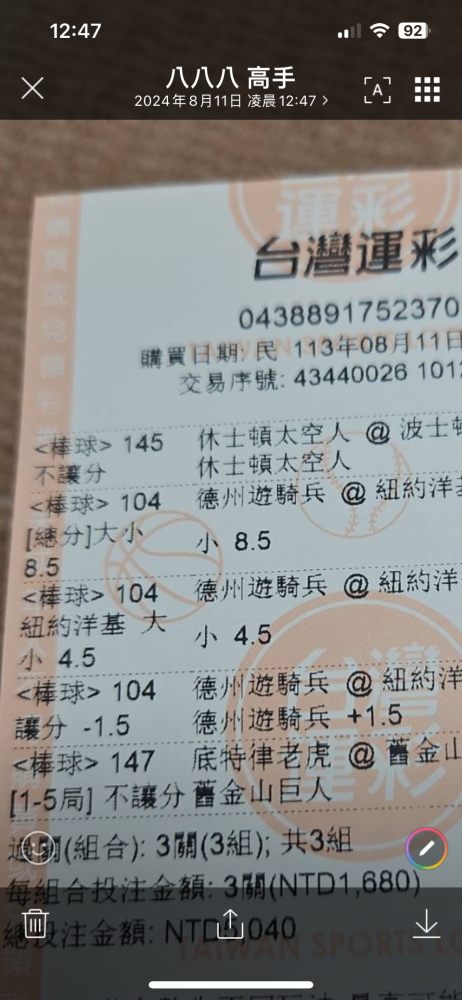 12:47
92
八八八 高手
2024年8月11日 凌晨12:47
運彩
台灣運彩
0438891752370
購買日期: 民 113年08月11日
交易序號: 43440026 1012
<棒球> 145 休士頓太空人 @ 波士頓
不讓分 休士頓太空人
<棒球> 104 德州遊騎兵 @ 紐約洋基
[總分]大小 小 8.5
8.5
<棒球> 104 德州遊騎兵 @ 紐約洋
紐約洋基 大 小 4.5
小 4.5
<棒球> 104 德州遊騎兵 @ 紐約洋
讓分 -1.5 德州遊騎兵 +1.5
<棒球> 147 底特律老虎 @ 舊金山
[1-5局] 不讓分 舊金山巨人
過關(組合): 3關(3組); 共3組
每組合投注金額: 3關(NTD1,680)
總投注金額: NTD5,040
TAIWAN SPORTS LO